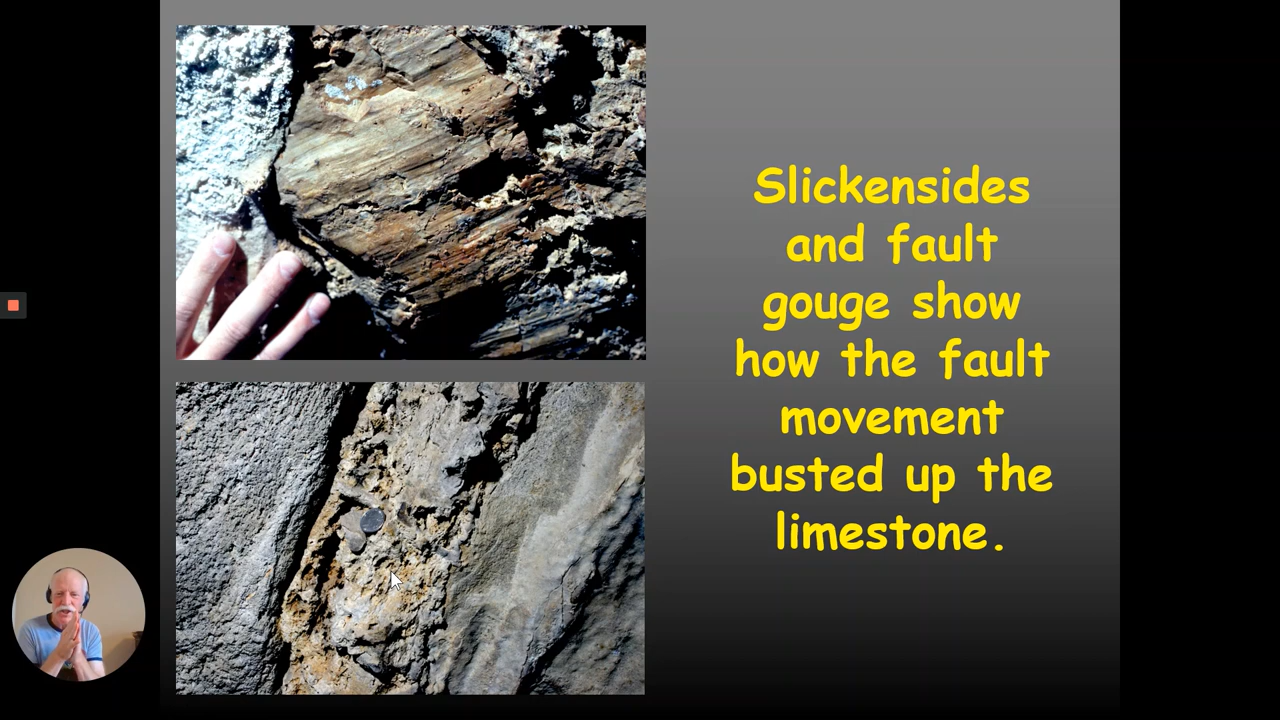 Slickensides
and fault
gouge show
how the fault
movement
busted up the
limestone.